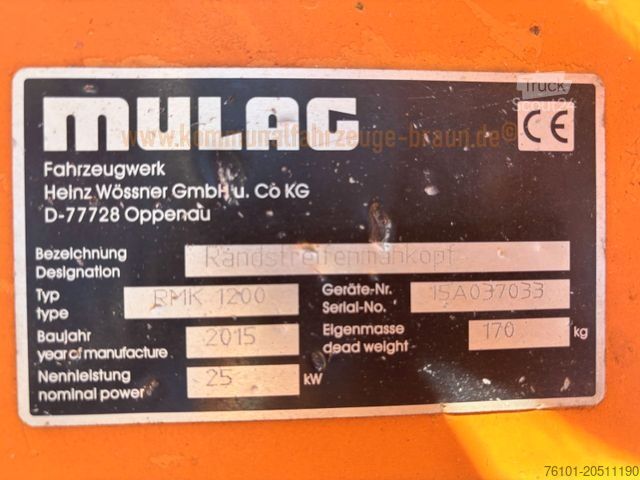 MULAG
Truck
Scout24
www.kommunalfahrzeuge-braun.de©
CE
Fahrzeugwerk
Heinz Wössner GmbH u. Co KG
D-77728 Oppenau
Bezeichnung Randstreifenmähkopf
Designation
Typ RMK 1200 Geräte-Nr. 15A037033
type Serial-No.
Baujahr 2015 Eigenmasse 170 kg
year of manufacture dead weight
Nennleistung 25 kW
nominal power
76101-20511190